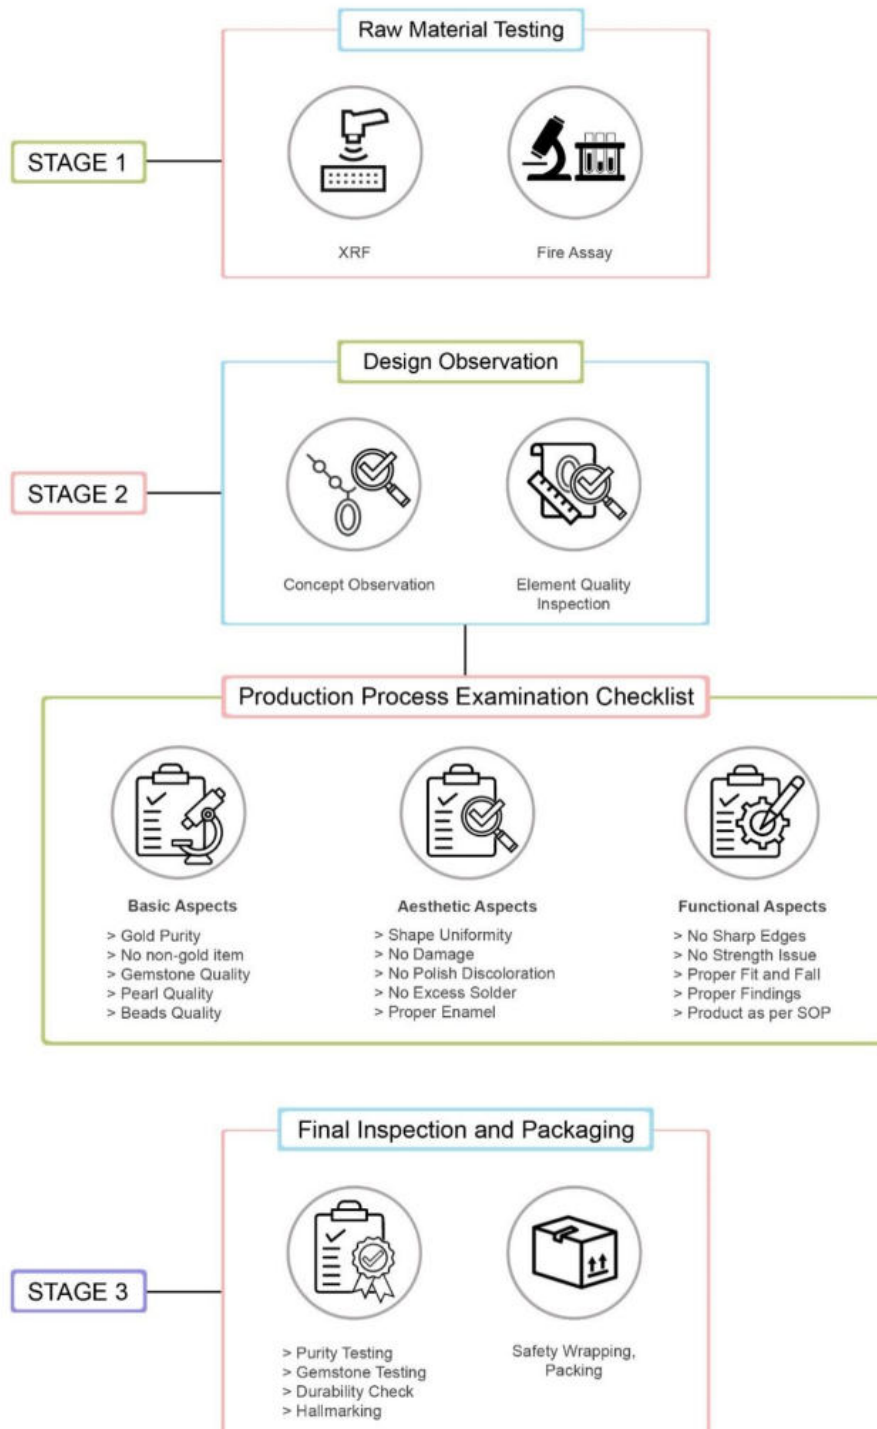 Raw Material Testing
STAGE 1
XRF
Fire Assay
Design Observation
STAGE 2
Concept Observation
Element Quality
Inspection
Production Process Examination Checklist
Basic Aspects
> Gold Purity
> No non-gold item
> Gemstone Quality
> Pearl Quality
> Beads Quality
Aesthetic Aspects
> Shape Uniformity
> No Damage
> No Polish Discoloration
> No Excess Solder
> Proper Enamel
Functional Aspects
> No Sharp Edges
> No Strength Issue
> Proper Fit and Fall
> Proper Findings
> Product as per SOP
Final Inspection and Packaging
STAGE 3
> Purity Testing
> Gemstone Testing
> Durability Check
> Hallmarking
Safety Wrapping,
Packing